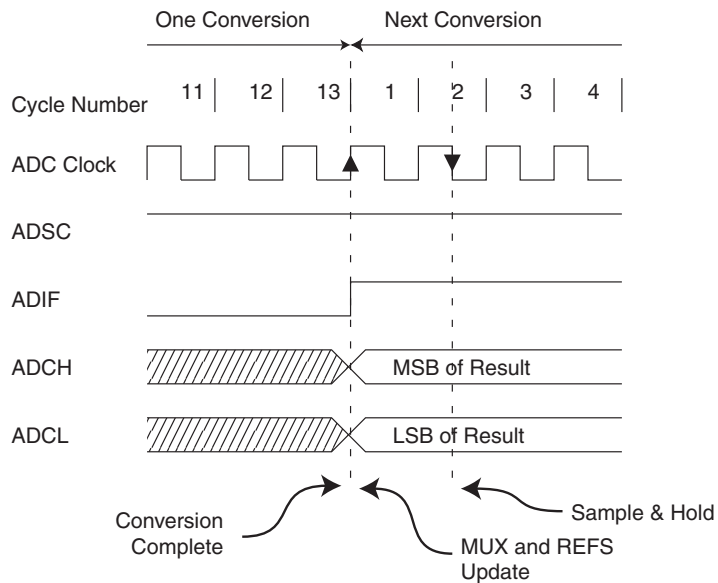 One Conversion Next Conversion
Cycle Number 11 12 13 1 2 3 4
ADC Clock
ADSC
ADIF
ADCH MSB of Result
ADCL LSB of Result
Sample & Hold
Conversion
Complete
MUX and REFS
Update